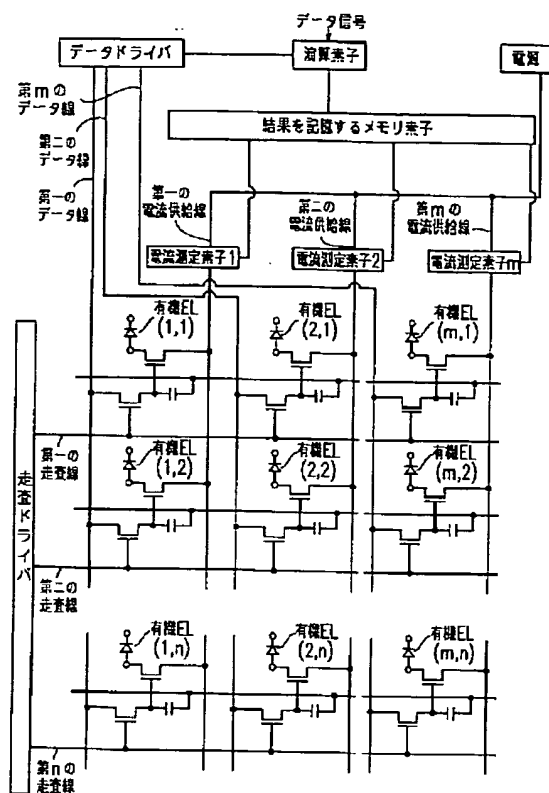 データ信号
データドライバ
演算素子
電源
第mの
データ線
結果を記憶するメモリ素子
第二の
データ線
第一の
データ線
第一の
電流供給線
第二の
電流供給線
第mの
電流供給線
電流測定素子1
電流測定素子2
電流測定素子m
有機EL
(1,1)
有機EL
(2,1)
有機EL
(m,1)
第一の
走査線
有機EL
(1,2)
有機EL
(2,2)
有機EL
(m,2)
走査ドライバ
第二の
走査線
有機EL
(1,n)
有機EL
(2,n)
有機EL
(m,n)
第nの
走査線